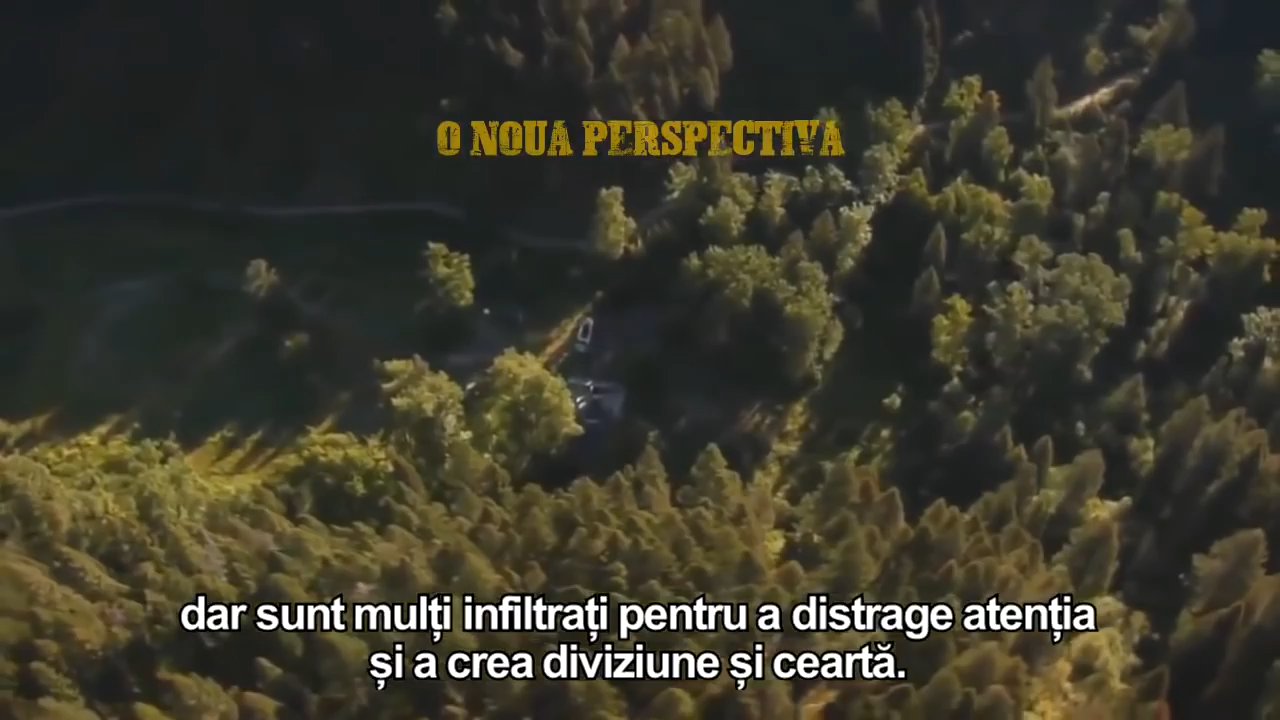 O NOUA PERSPECTIVA
dar sunt mulți infiltrați pentru a distrage atenția
și a crea diviziune și ceartă.